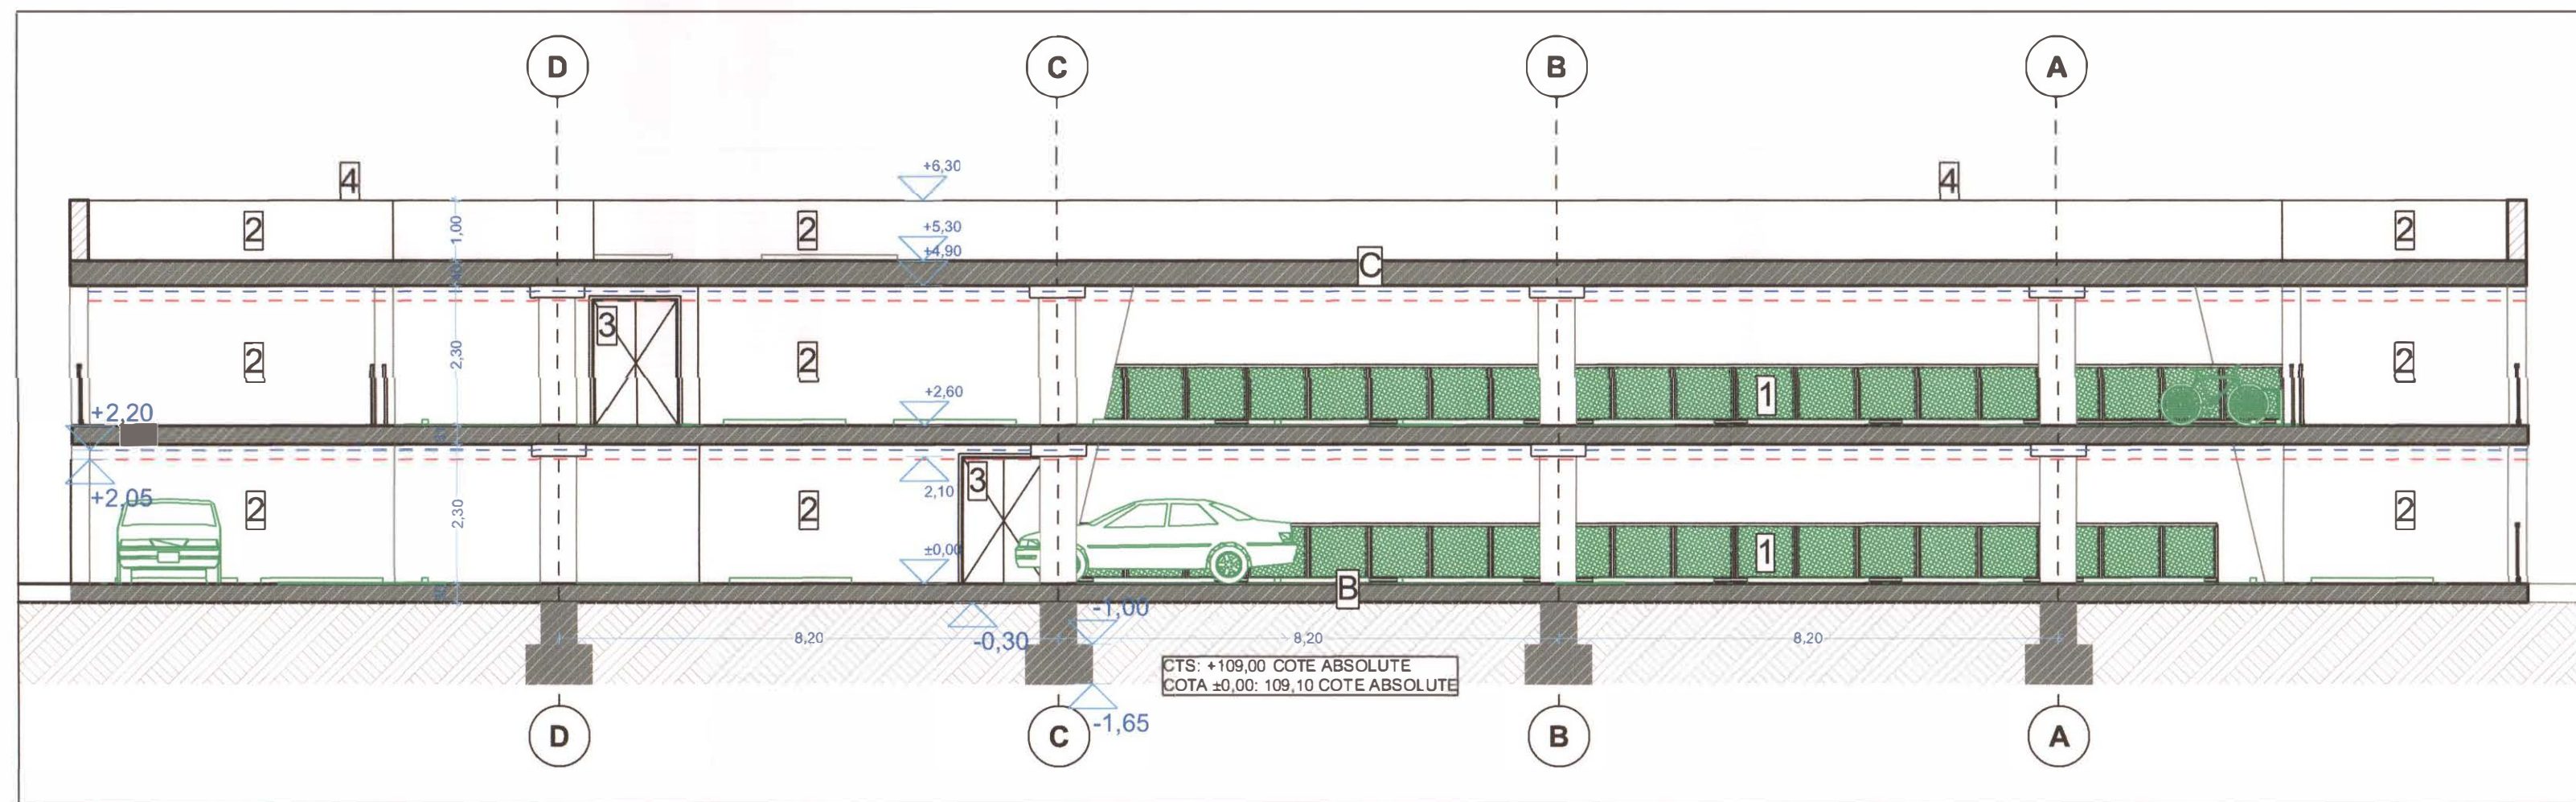 D
C
B
A
4
+6,30
4
2
1,00
2
+5,30
+4,90
2
C
3
2
2,30
2
2
1
+2,20
+2,60
+2,05
3
2,10
2
2,30
2
2
±0,00
1
B
-1,00
8,20
-0,30
8,20
8,20
CTS: +109,00 COTE ABSOLUTE
COTA ±0,00: 109,10 COTE ABSOLUTE
-1,65
D
C
B
A